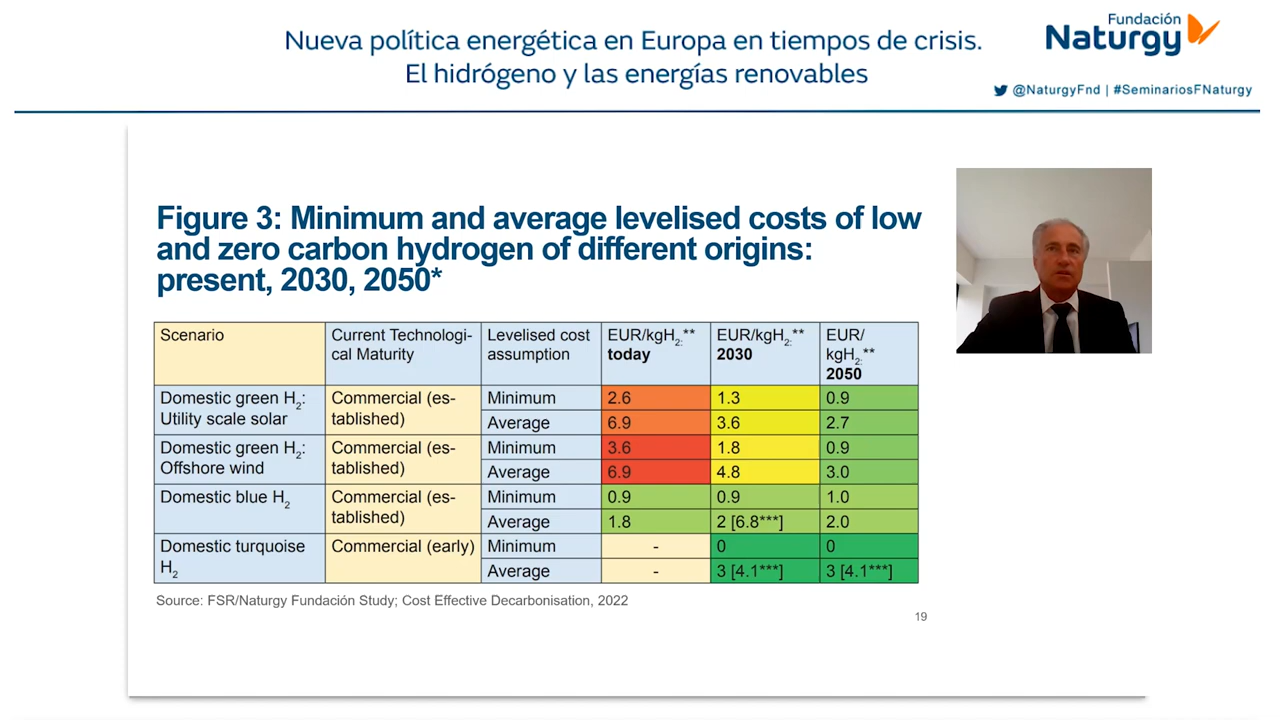 Nueva política energética en Europa en tiempos de crisis.
El hidrógeno y las energías renovables
Fundación
Naturgy
@NaturgyFnd | #SeminariosFNaturgy
Figure 3: Minimum and average levelised costs of low
and zero carbon hydrogen of different origins:
present, 2030, 2050*
Scenario
Current Technologi-
cal Maturity
Levelised cost
assumption
EUR/kgH2:**
today
EUR/kgH2:**
2030
EUR/
kgH2:**
2050
Domestic green H2:
Utility scale solar
Commercial (es-
tablished)
Minimum 2.6 1.3 0.9
Average 6.9 3.6 2.7
Domestic green H2:
Offshore wind
Commercial (es-
tablished)
Minimum 3.6 1.8 0.9
Average 6.9 4.8 3.0
Domestic blue H2
Commercial (es-
tablished)
Minimum 0.9 0.9 1.0
Average 1.8 2 [6.8***] 2.0
Domestic turquoise
H2
Commercial (early)
Minimum - 0 0
Average - 3 [4.1***] 3 [4.1***]
Source: FSR/Naturgy Fundación Study; Cost Effective Decarbonisation, 2022
19